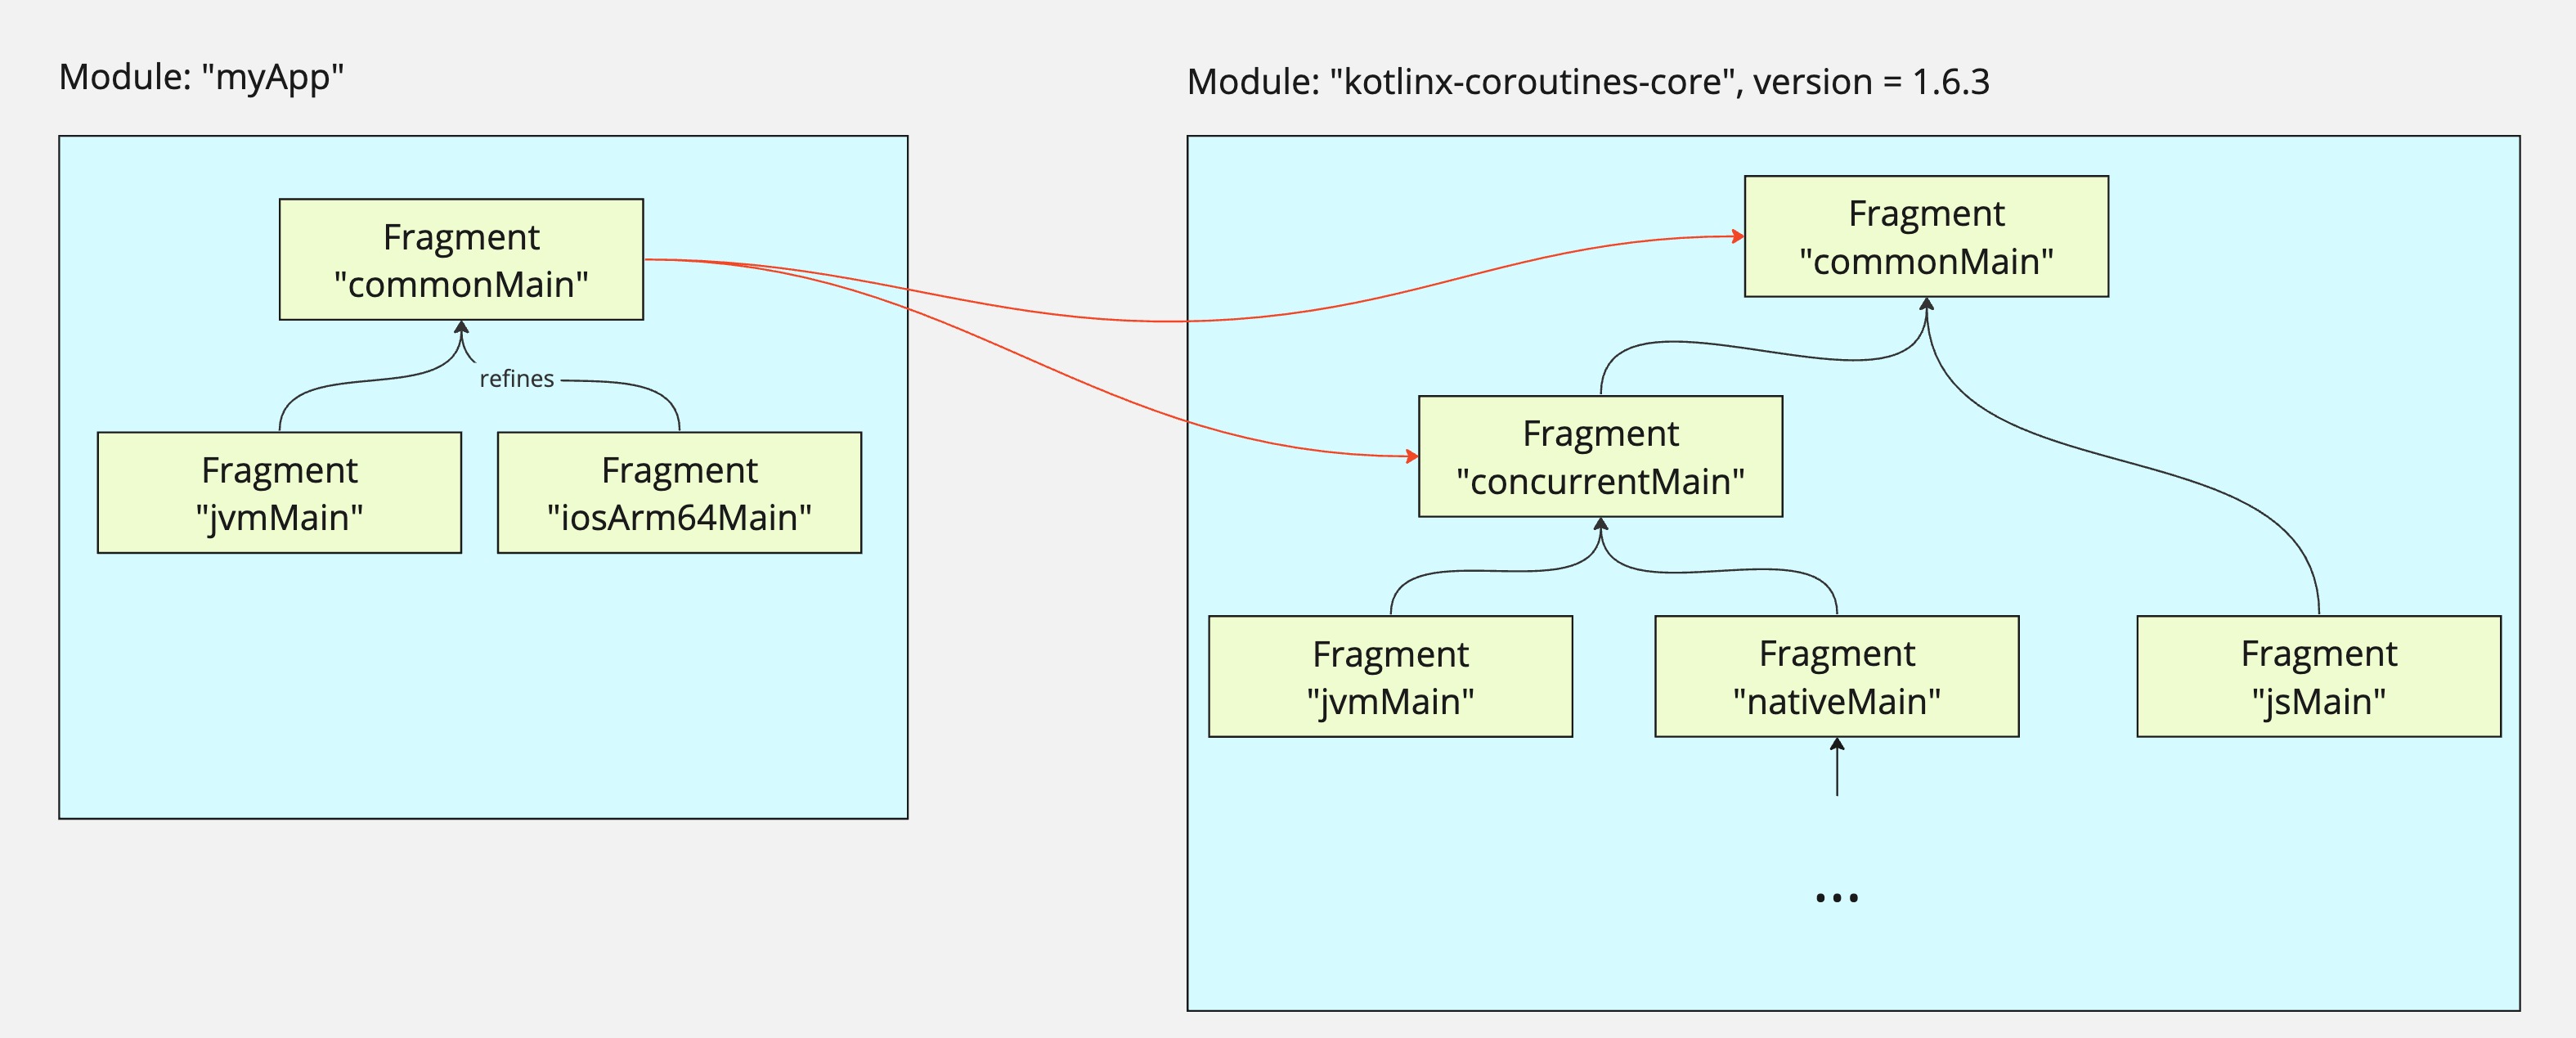 Module: "myApp"
Fragment
"commonMain"
refines
Fragment
"jvmMain"
Fragment
"iosArm64Main"
Module: "kotlinx-coroutines-core", version = 1.6.3
Fragment
"commonMain"
Fragment
"concurrentMain"
Fragment
"jvmMain"
Fragment
"nativeMain"
Fragment
"jsMain"
...